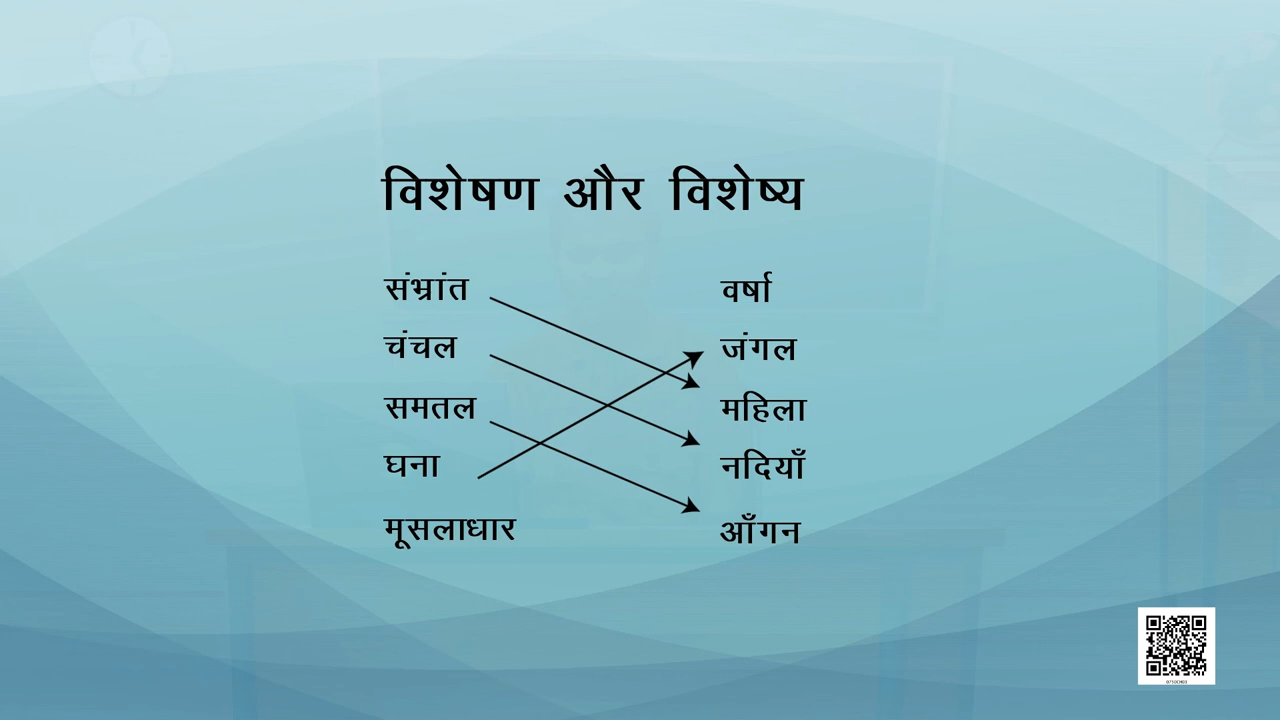 विशेषण और विशेष्य
संभ्रांत वर्षा
चंचल जंगल
समतल महिला
घना नदियाँ
मूसलाधार आँगन